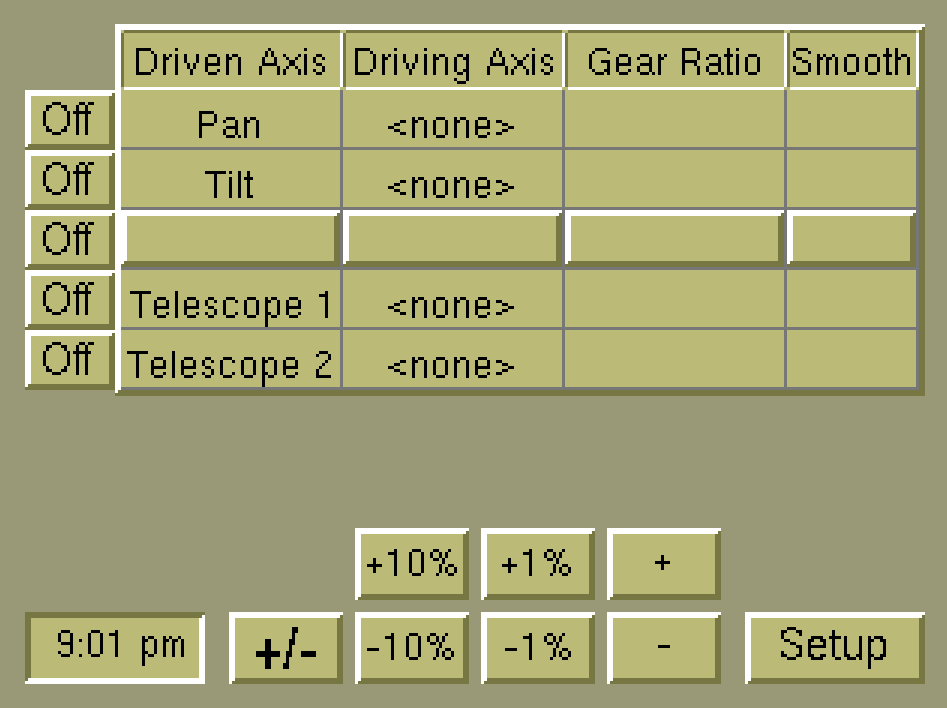 Driven Axis Driving Axis Gear Ratio Smooth
Off Pan <none>
Off Tilt <none>
Off
Off Telescope 1 <none>
Off Telescope 2 <none>
+10% +1% +
9:01 pm +/- -10% -1% - Setup